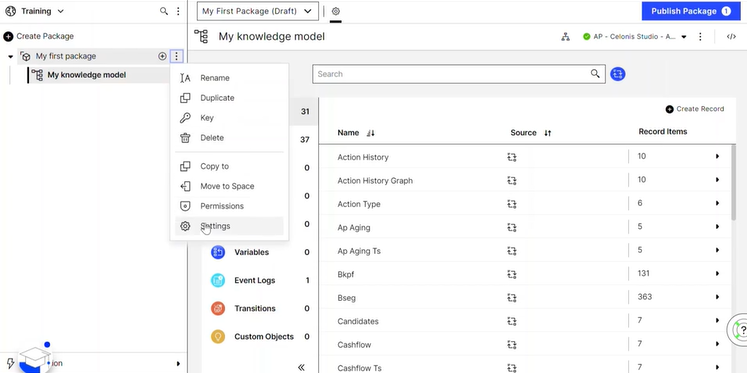 Training
My First Package (Draft)
Publish Package 1
Create Package
My knowledge model
AP - Celonis Studio - A...
My first package
My knowledge model
Rename
Duplicate
Key
Delete
Copy to
Move to Space
Permissions
Settings
Search
31
37
0
0
0
Variables 0
Event Logs 1
Transitions 0
Custom Objects 0
Create Record
Name Source Record Items
Action History 10
Action History Graph 10
Action Type 6
Ap Aging 5
Ap Aging Ts 5
Bkpf 131
Bseg 363
Candidates 7
Cashflow 7
Cashflow Ts 7
?